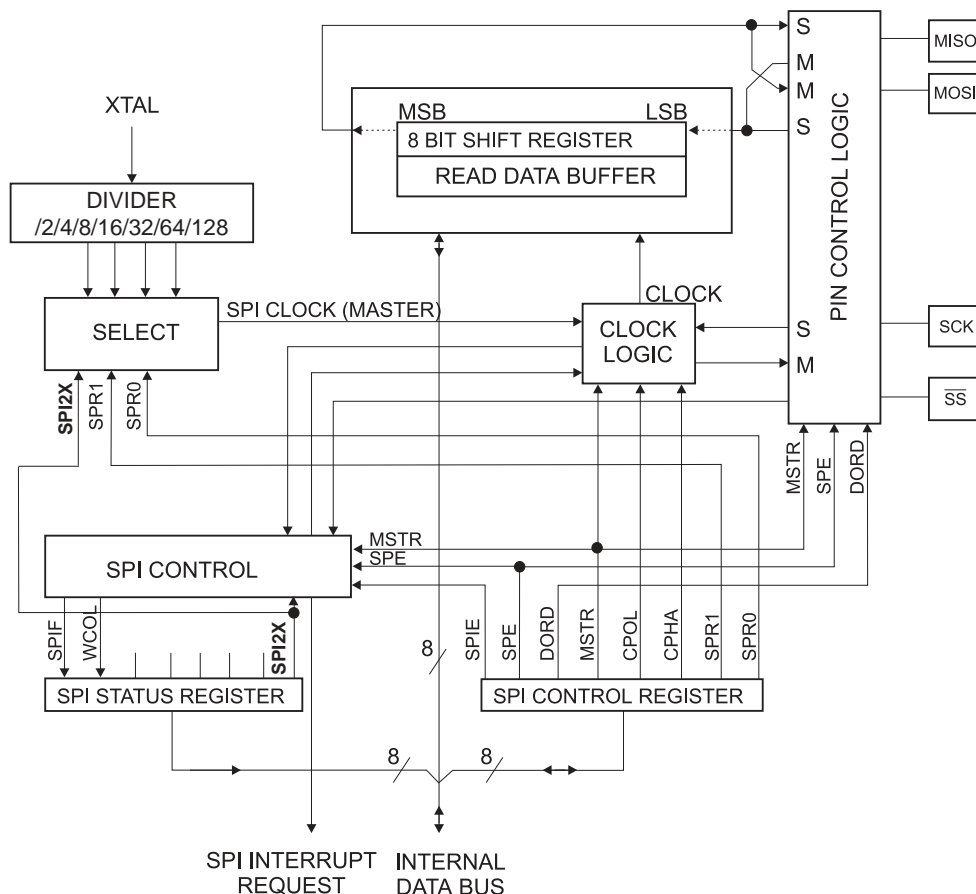 S
MISO
M
MOSI
M
S
XTAL
MSB
LSB
8 BIT SHIFT REGISTER
READ DATA BUFFER
PIN CONTROL LOGIC
DIVIDER
/2/4/8/16/32/64/128
SPI CLOCK (MASTER)
CLOCK
SELECT
CLOCK
LOGIC
S
M
SCK
SS
SPI2X
SPR1
SPR0
MSTR
SPE
DORD
SPI CONTROL
MSTR
SPE
SPIF
WCOL
SPI2X
8
SPIE
SPE
DORD
MSTR
CPOL
CPHA
SPR1
SPR0
SPI STATUS REGISTER
SPI CONTROL REGISTER
8
8
SPI INTERRUPT
REQUEST
INTERNAL
DATA BUS